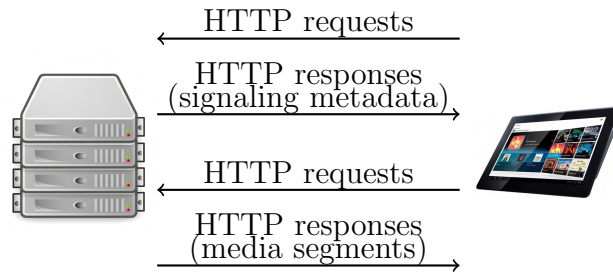 HTTP requests
HTTP responses
(signaling metadata)
HTTP requests
HTTP responses
(media segments)